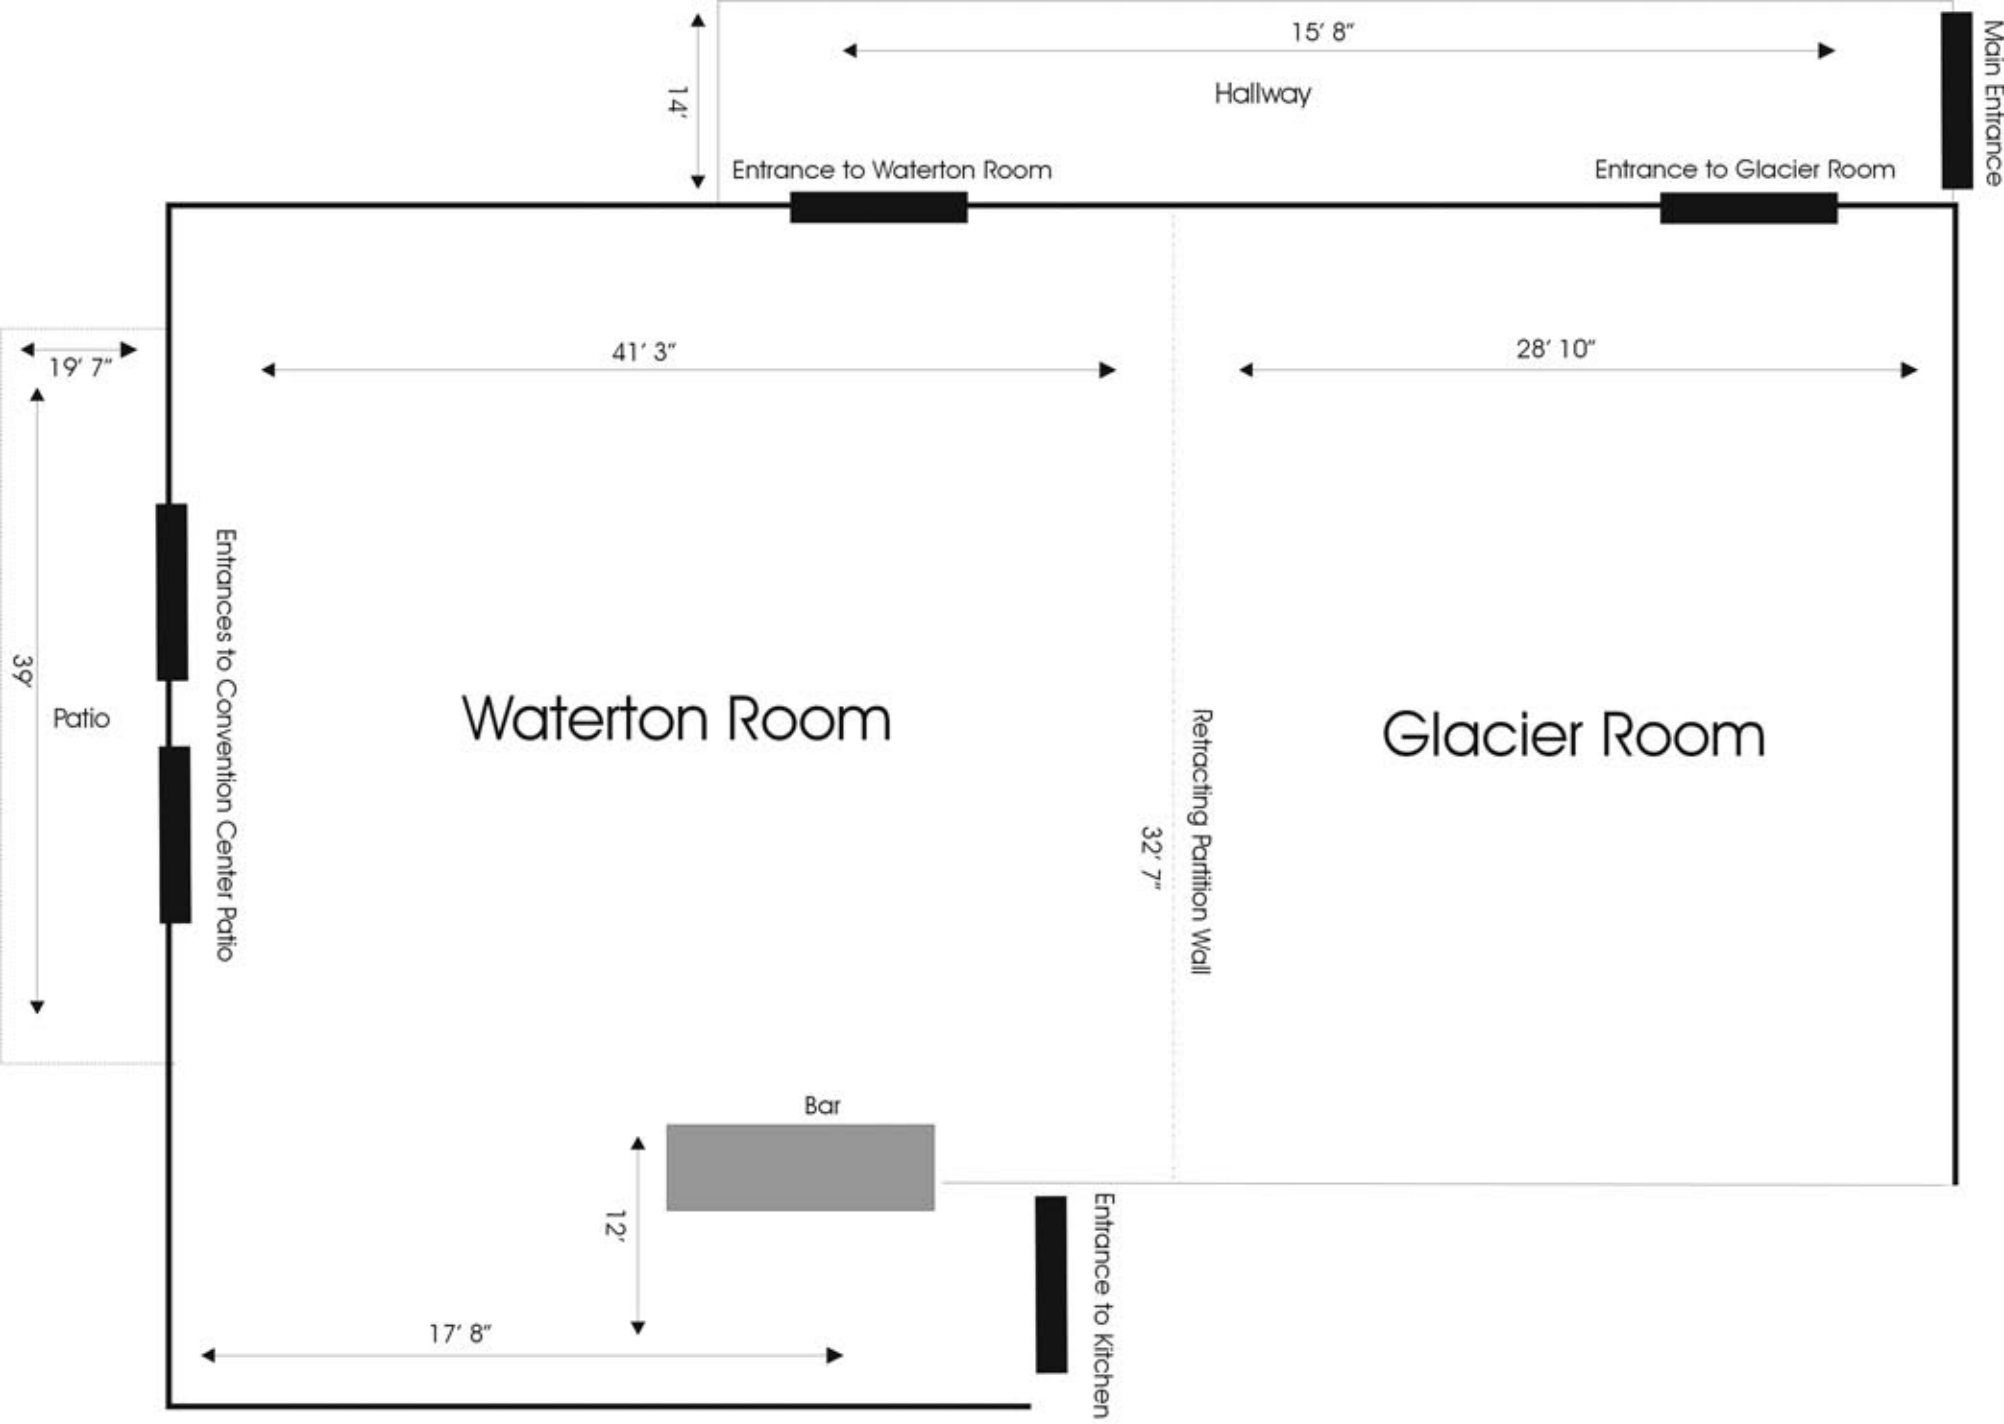 15’ 8”
Hallway
Main Entrance
14’
Entrance to Waterton Room
Entrance to Glacier Room
19’ 7”
41’ 3”
28’ 10”
39’
Patio
Entrances to Convention Center Patio
Waterton Room
Glacier Room
Retracting Partition Wall
32’ 7”
Bar
12’
Entrance to Kitchen
17’ 8”